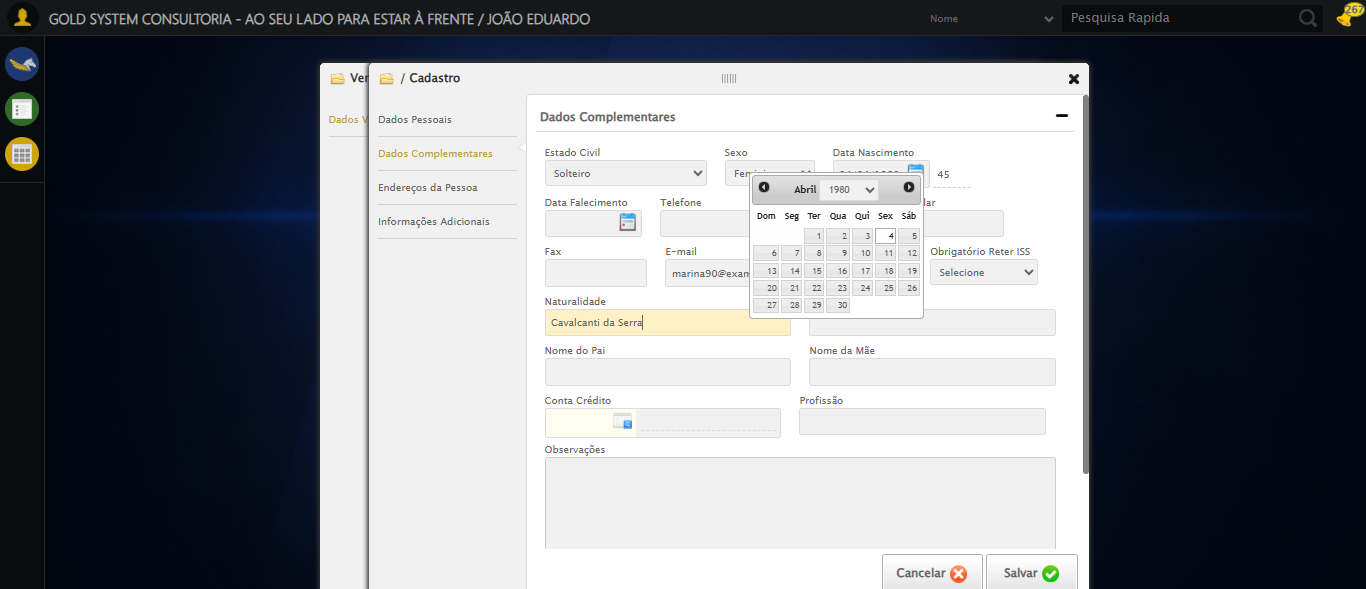 GOLD SYSTEM CONSULTORIA - AO SEU LADO PARA ESTAR À FRENTE / JOÃO EDUARDO
Nome
Pesquisa Rapida
267
/ Cadastro
Dados Pessoais
Dados Complementares
Endereços da Pessoa
Informações Adicionais
Dados Complementares
Estado Civil Sexo Data Nascimento
Solteiro 45
Abril 1980
Dom Seg Ter Qua Qui Sex Sáb
1 2 3 4 5
6 7 8 9 10 11 12
13 14 15 16 17 18 19
20 21 22 23 24 25 26
27 28 29 30
Data Falecimento Telefone
Fax E-mail Obrigatório Reter ISS
marina90@exam Selecione
Naturalidade
Cavalcanti da Serra
Nome do Pai Nome da Mãe
Conta Crédito Profissão
Observações
Cancelar Salvar